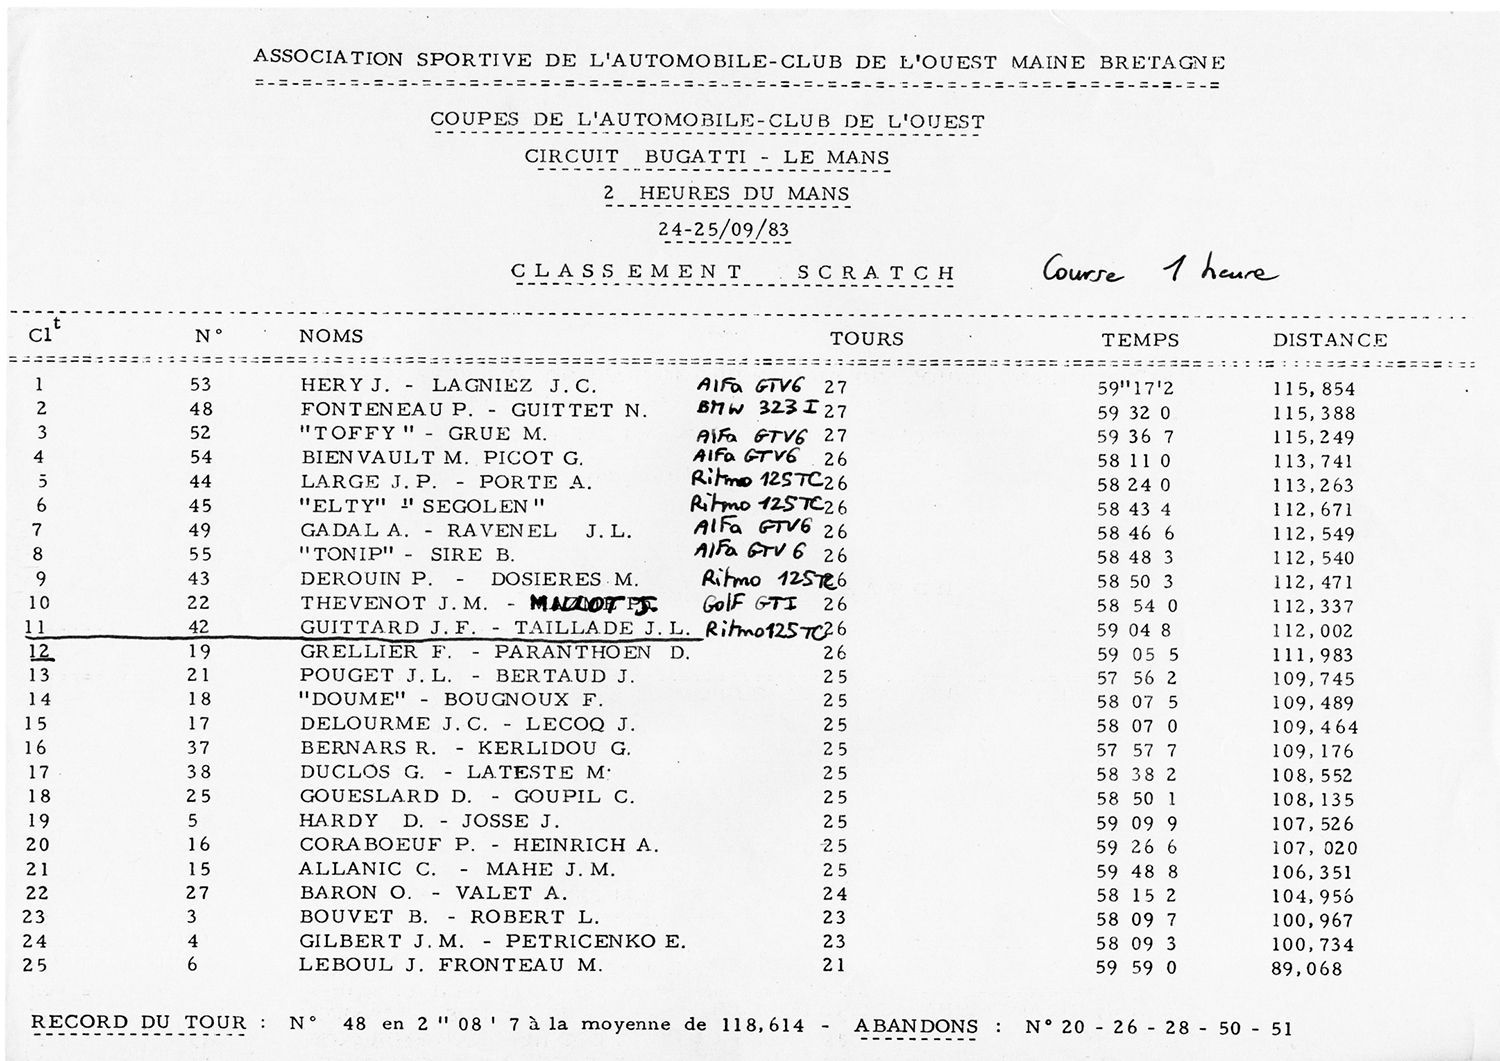 ASSOCIATION SPORTIVE DE L'AUTOMOBILE-CLUB DE L'OUEST MAINE BRETAGNE
COUPES DE L'AUTOMOBILE-CLUB DE L'OUEST
CIRCUIT BUGATTI - LE MANS
2 HEURES DU MANS
24-25/09/83
CLASSEMENT SCRATCH Course 1 heure
Clt N° NOMS TOURS TEMPS DISTANCE
1 53 HERY J. - LAGNIEZ J.C. Alfa GTV6 27 59"17'2 115,854
2 48 FONTENEAU P. - GUITTET N. BMW 323 I 27 59 32 0 115,388
3 52 "TOFFY" - GRUE M. Alfa GTV6 27 59 36 7 115,249
4 54 BIENVAULT M. PICOT G. Alfa GTV6 26 58 11 0 113,741
5 44 LARGE J.P. - PORTE A. Ritmo 125TC 26 58 24 0 113,263
6 45 "ELTY" - "SEGOLEN" Ritmo 125TC 26 58 43 4 112,671
7 49 GADAL A. - RAVENEL J.L. Alfa GTV6 26 58 46 6 112,549
8 55 "TONIP" - SIRE B. Alfa GTV 6 26 58 48 3 112,540
9 43 DEROUIN P. - DOSIERES M. Ritmo 125TC 26 58 50 3 112,471
10 22 THEVENOT J.M. - MALLOT J. Golf GTI 26 58 54 0 112,337
11 42 GUITTARD J.F. - TAILLADE J.L. Ritmo 125TC 26 59 04 8 112,002
12 19 GRELLIER F. - PARANTHOEN D. 26 59 05 5 111,983
13 21 POUGET J.L. - BERTAUD J. 25 57 56 2 109,745
14 18 "DOUME" - BOUGNOUX F. 25 58 07 5 109,489
15 17 DELOURME J.C. - LECOQ J. 25 58 07 0 109,464
16 37 BERNARS R. - KERLIDOU G. 25 57 57 7 109,176
17 38 DUCLOS G. - LATESTE M. 25 58 38 2 108,552
18 25 GOUESLARD D. - GOUPIL C. 25 58 50 1 108,135
19 5 HARDY D. - JOSSE J. 25 59 09 9 107,526
20 16 CORABOEUF P. - HEINRICH A. 25 59 26 6 107,020
21 15 ALLANIC C. - MAHE J.M. 25 59 48 8 106,351
22 27 BARON O. - VALET A. 24 58 15 2 104,956
23 3 BOUVET B. - ROBERT L. 23 58 09 7 100,967
24 4 GILBERT J.M. - PETRICENKO E. 23 58 09 3 100,734
25 6 LEBOUL J. FRONTEAU M. 21 59 59 0 89,068
RECORD DU TOUR : N° 48 en 2 "08 ' 7 à la moyenne de 118,614 - ABANDONS : N° 20 - 26 - 28 - 50 - 51